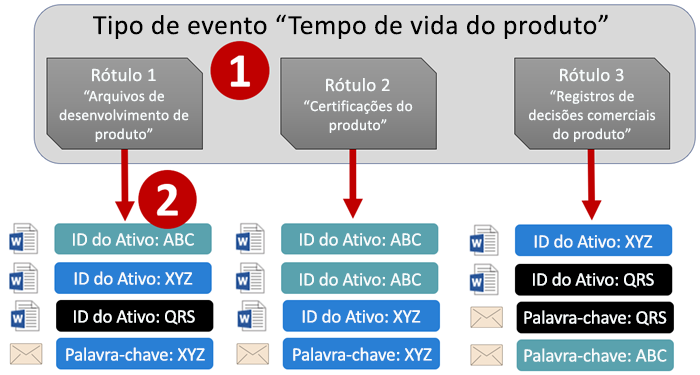 Tipo de evento “Tempo de vida do produto”
1
Rótulo 1
“Arquivos de
desenvolvimento de
produto”
Rótulo 2
“Certificações do
produto”
Rótulo 3
“Registros de
decisões comerciais
do produto”
2
ID do Ativo: ABC
ID do Ativo: XYZ
ID do Ativo: QRS
Palavra-chave: XYZ
ID do Ativo: ABC
ID do Ativo: ABC
ID do Ativo: XYZ
Palavra-chave: XYZ
ID do Ativo: XYZ
ID do Ativo: QRS
Palavra-chave: QRS
Palavra-chave: ABC